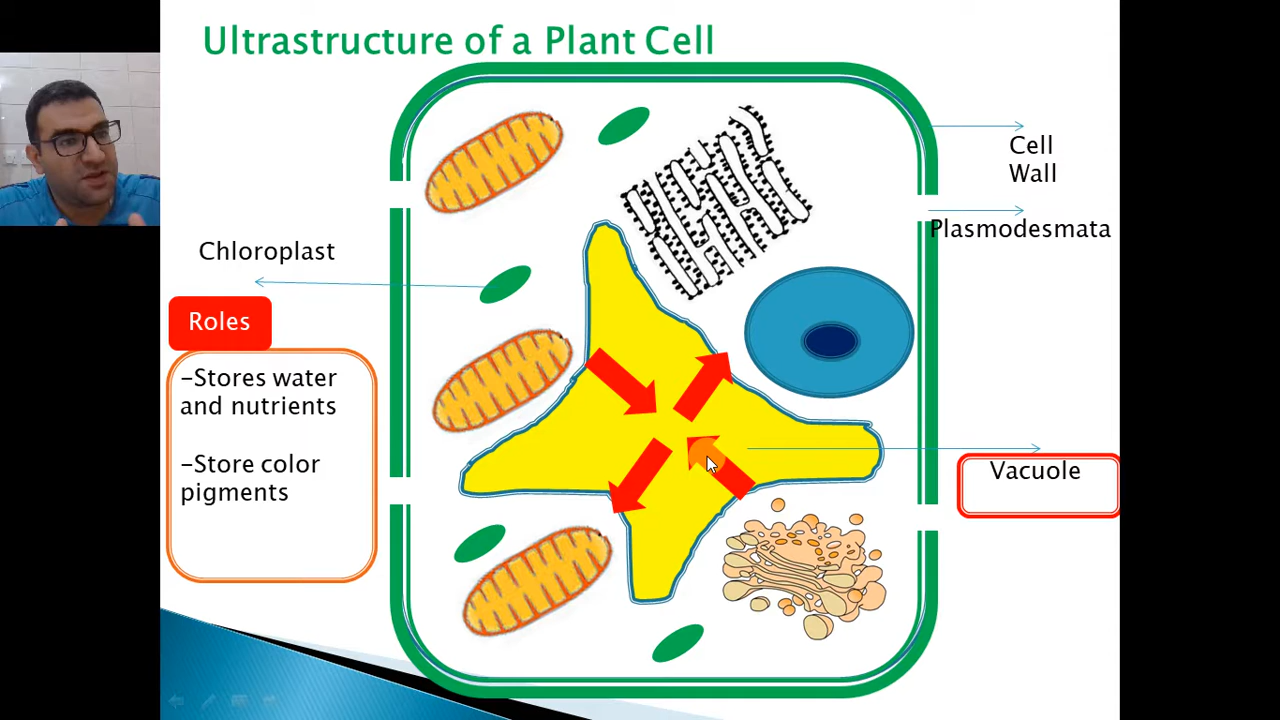 Ultrastructure of a Plant Cell
Cell
Wall
Plasmodesmata
Chloroplast
Roles
-Stores water
and nutrients
-Store color
pigments
Vacuole